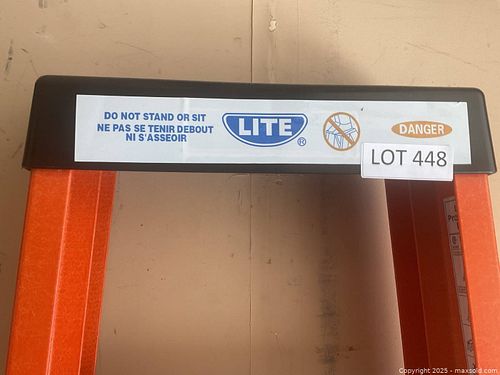 DO NOT STAND OR SIT
NE PAS SE TENIR DEBOUT
NI S'ASSEOIR
LITE®
DANGER
LOT 448
Copyright 2025 - maxsold.com